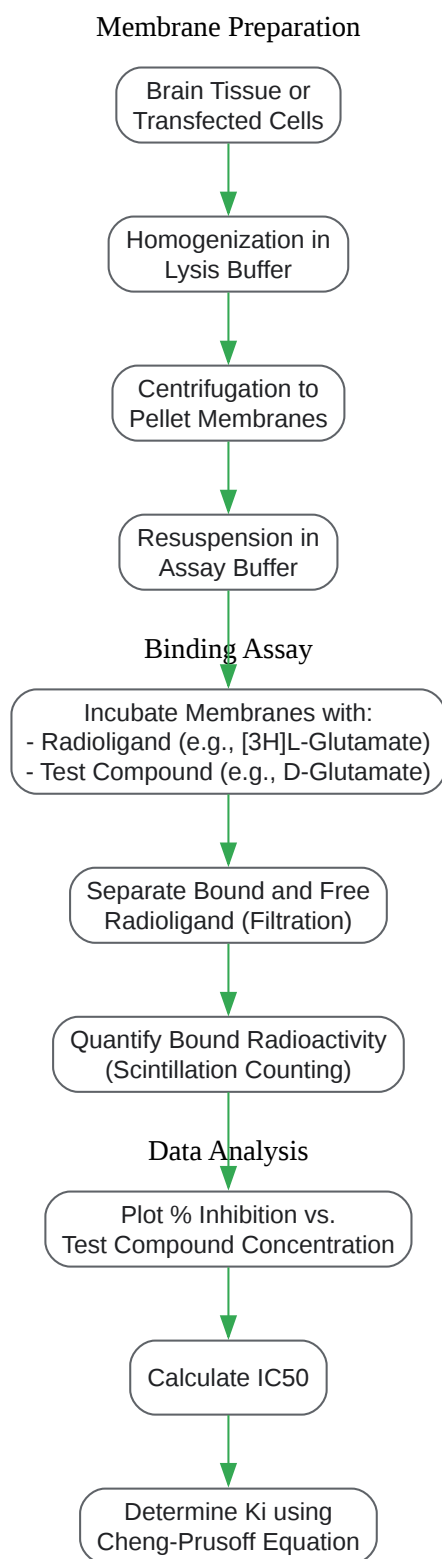 Membrane Preparation
Brain Tissue or
Transfected Cells
Homogenization in
Lysis Buffer
Centrifugation to
Pellet Membranes
Resuspension in
Assay Buffer
Binding Assay
Incubate Membranes with:
- Radioligand (e.g., [3H]L-Glutamate)
- Test Compound (e.g., D-Glutamate)
Separate Bound and Free
Radioligand (Filtration)
Quantify Bound Radioactivity
(Scintillation Counting)
Data Analysis
Plot % Inhibition vs.
Test Compound Concentration
Calculate IC50
Determine Ki using
Cheng-Prusoff Equation